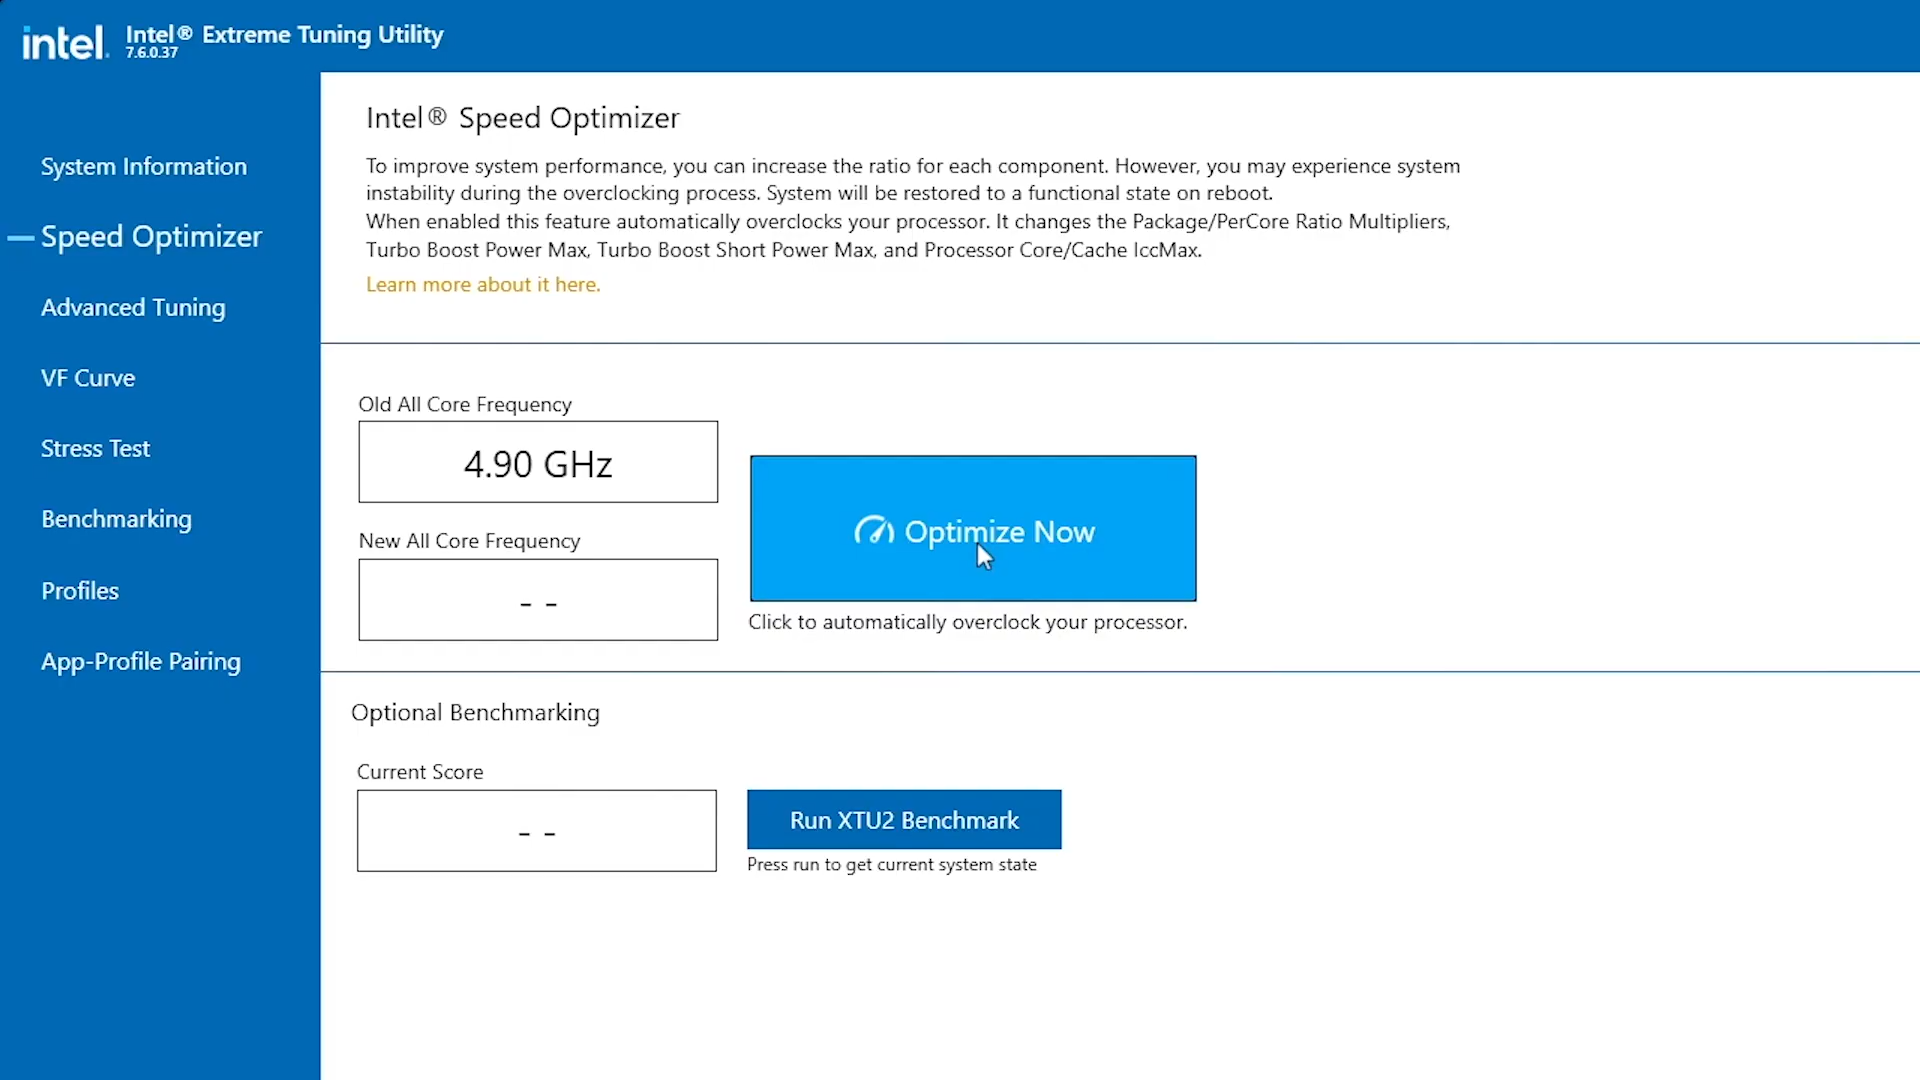 intel.
Intel® Extreme Tuning Utility
7.6.0.37
System Information
Speed Optimizer
Advanced Tuning
VF Curve
Stress Test
Benchmarking
Profiles
App-Profile Pairing
Intel® Speed Optimizer
To improve system performance, you can increase the ratio for each component. However, you may experience system
instability during the overclocking process. System will be restored to a functional state on reboot.
When enabled this feature automatically overclocks your processor. It changes the Package/PerCore Ratio Multipliers,
Turbo Boost Power Max, Turbo Boost Short Power Max, and Processor Core/Cache IccMax.
Learn more about it here.
Old All Core Frequency
4.90 GHz
New All Core Frequency
- -
Optimize Now
Click to automatically overclock your processor.
Optional Benchmarking
Current Score
- -
Run XTU2 Benchmark
Press run to get current system state